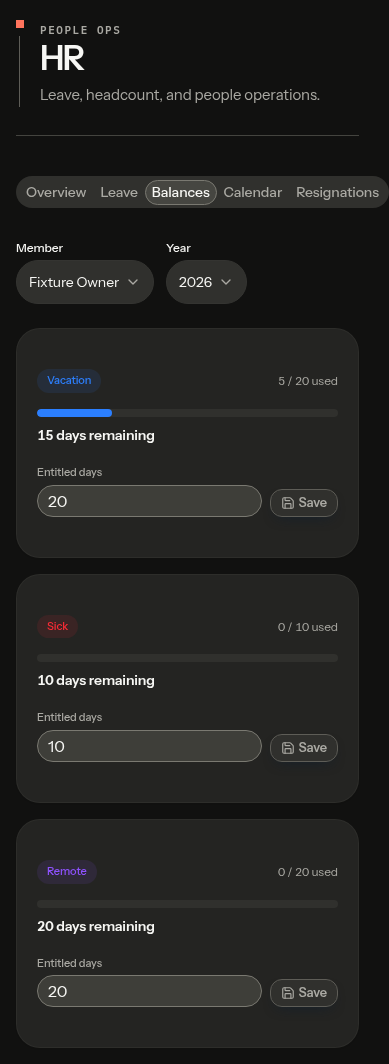 PEOPLE OPS
HR
Leave, headcount, and people operations.
Overview Leave Balances Calendar Resignations
Member Year
Fixture Owner 2026
Vacation 5 / 20 used
15 days remaining
Entitled days
20 Save
Sick 0 / 10 used
10 days remaining
Entitled days
10 Save
Remote 0 / 20 used
20 days remaining
Entitled days
20 Save